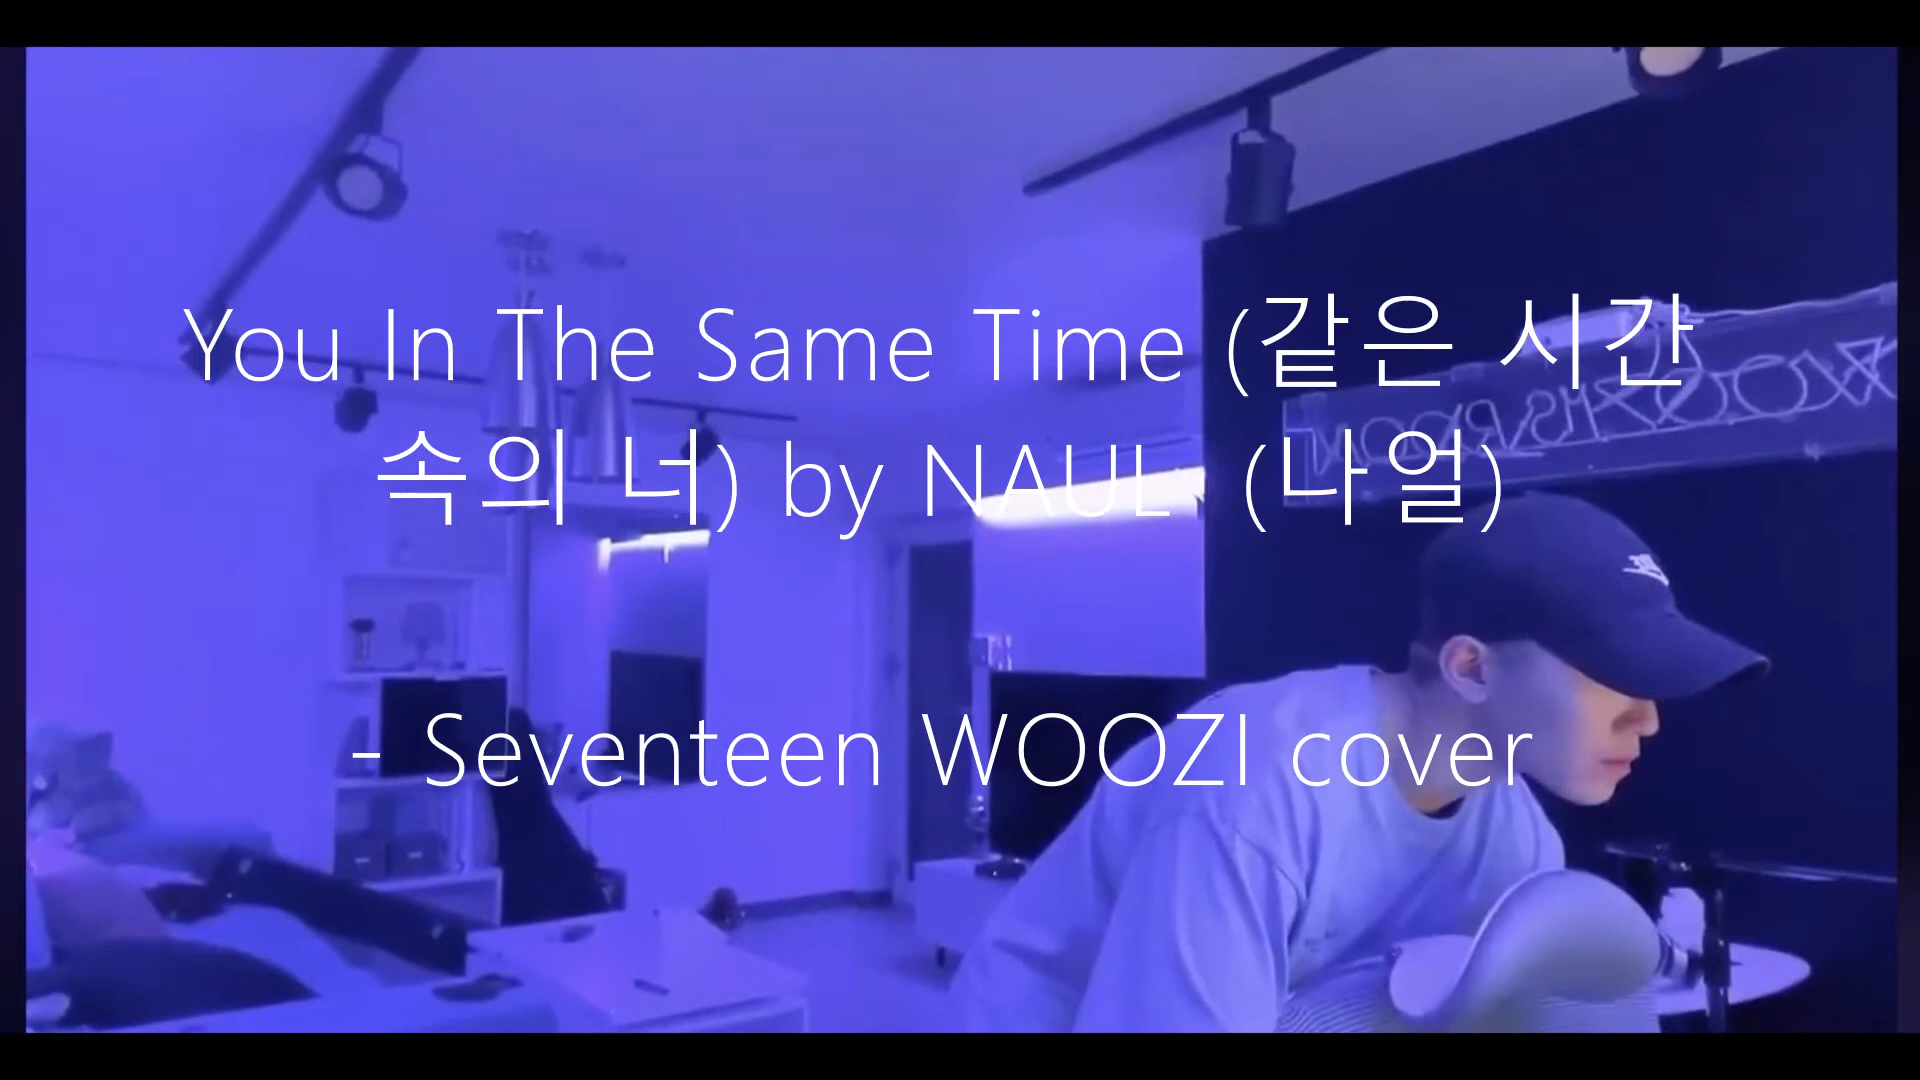 You In The Same Time (같은 시간
속의 너) by NAUL (나얼)
- Seventeen WOOZI cover